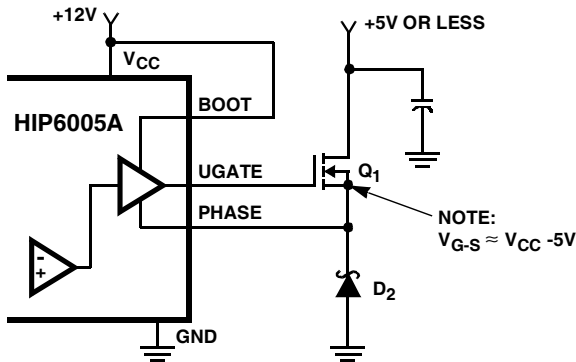 +12V
+5V OR LESS
VCC
BOOT
HIP6005A
UGATE
Q1
PHASE
NOTE:
VG-S ≈ VCC -5V
-
+
D2
GND